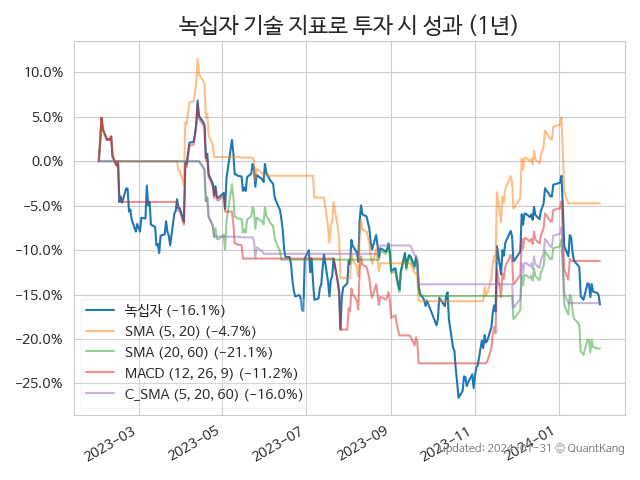 녹십자 기술 지표로 투자 시 성과 (1년)
10.0%
5.0%
0.0%
−5.0%
−10.0%
−15.0%
−20.0%
−25.0%
녹십자 (−16.1%)
SMA (5, 20) (−4.7%)
SMA (20, 60) (−21.1%)
MACD (12, 26, 9) (−11.2%)
C_SMA (5, 20, 60) (−16.0%)
2023−03
2023−05
2023−07
2023−09
2023−11
2024−01
updated: 2024−01−31 ⓒ QuantKang